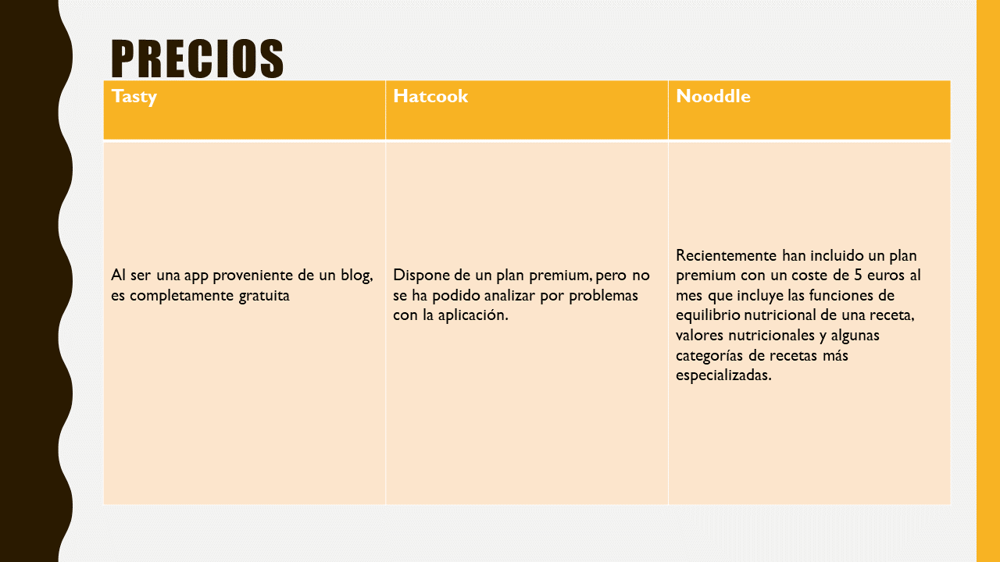 PRECIOS
Tasty
Hatcook
Nooddle
Al ser una app proveniente de un blog,
es completamente gratuita
Dispone de un plan premium, pero no
se ha podido analizar por problemas
con la aplicación.
Recientemente han incluido un plan
premium con un coste de 5 euros al
mes que incluye las funciones de
equilibrio nutricional de una receta,
valores nutricionales y algunas
categorías de recetas más
especializadas.